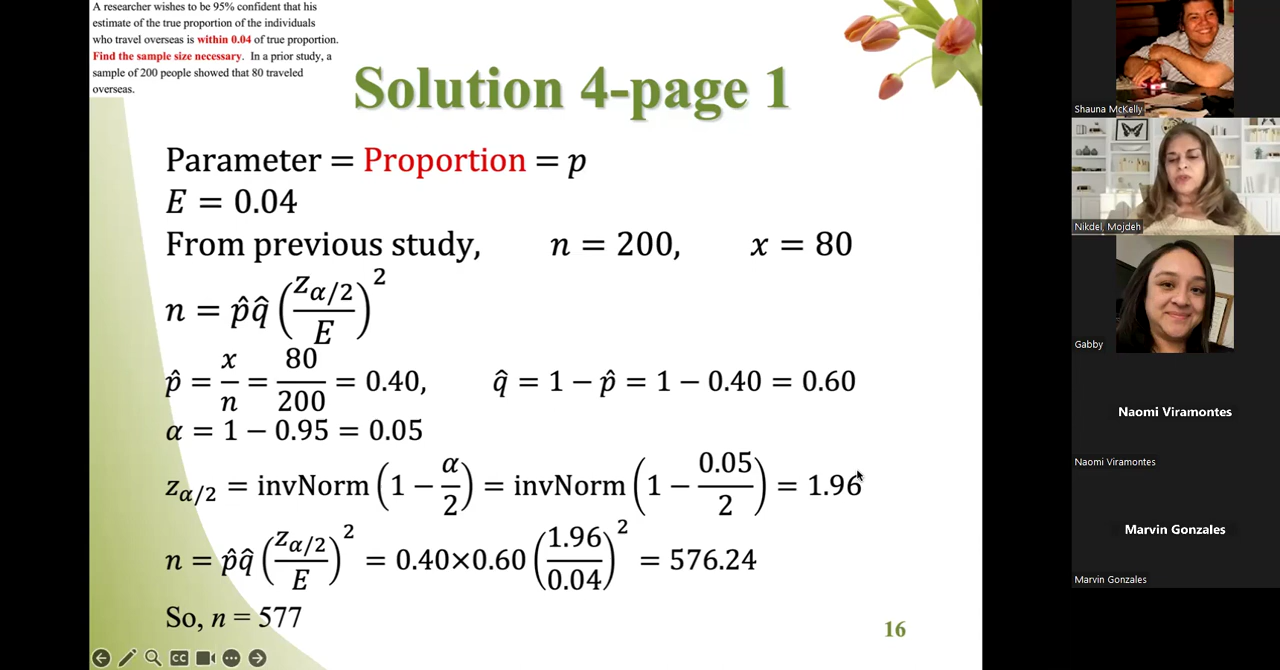 A researcher wishes to be 95% confident that his
estimate of the true proportion of the individuals
who travel overseas is within 0.04 of true proportion.
Find the sample size necessary. In a prior study, a
sample of 200 people showed that 80 traveled
overseas.
Solution 4-page 1
Parameter = Proportion = p
E = 0.04
From previous study, n = 200, x = 80
n = p̂q̂ (z_α/2 / E)²
p̂ = x/n = 80/200 = 0.40, q̂ = 1 − p̂ = 1 − 0.40 = 0.60
α = 1 − 0.95 = 0.05
z_α/2 = invNorm (1 − α/2) = invNorm (1 − 0.05/2) = 1.96
n = p̂q̂ (z_α/2 / E)² = 0.40×0.60 (1.96/0.04)² = 576.24
So, n = 577
16
CC
Shauna McKelly
Nikdel, Mojdeh
Gabby
Naomi Viramontes
Naomi Viramontes
Marvin Gonzales
Marvin Gonzales